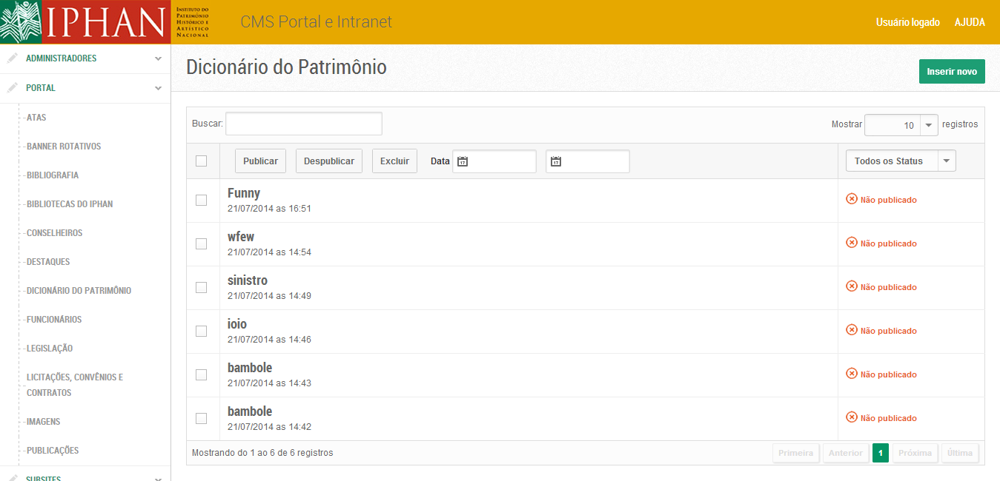 IPHAN
INSTITUTO DO
PATRIMÔNIO
HISTÓRICO E
ARTÍSTICO
NACIONAL
CMS Portal e Intranet
Usuário logado
AJUDA
ADMINISTRADORES
PORTAL
ATAS
BANNER ROTATIVOS
BIBLIOGRAFIA
BIBLIOTECAS DO IPHAN
CONSELHEIROS
DESTAQUES
DICIONÁRIO DO PATRIMÔNIO
FUNCIONÁRIOS
LEGISLAÇÃO
LICITAÇÕES, CONVÊNIOS E
CONTRATOS
IMAGENS
PUBLICAÇÕES
SUBSITES
Dicionário do Patrimônio
Inserir novo
Buscar:
Mostrar 10 registros
Publicar Despublicar Excluir Data 17 17 Todos os Status
Funny
21/07/2014 as 16:51
Não publicado
wfew
21/07/2014 as 14:54
Não publicado
sinistro
21/07/2014 as 14:49
Não publicado
ioio
21/07/2014 as 14:46
Não publicado
bambole
21/07/2014 as 14:43
Não publicado
bambole
21/07/2014 as 14:42
Não publicado
Mostrando do 1 ao 6 de 6 registros
Primeira Anterior 1 Próxima Última